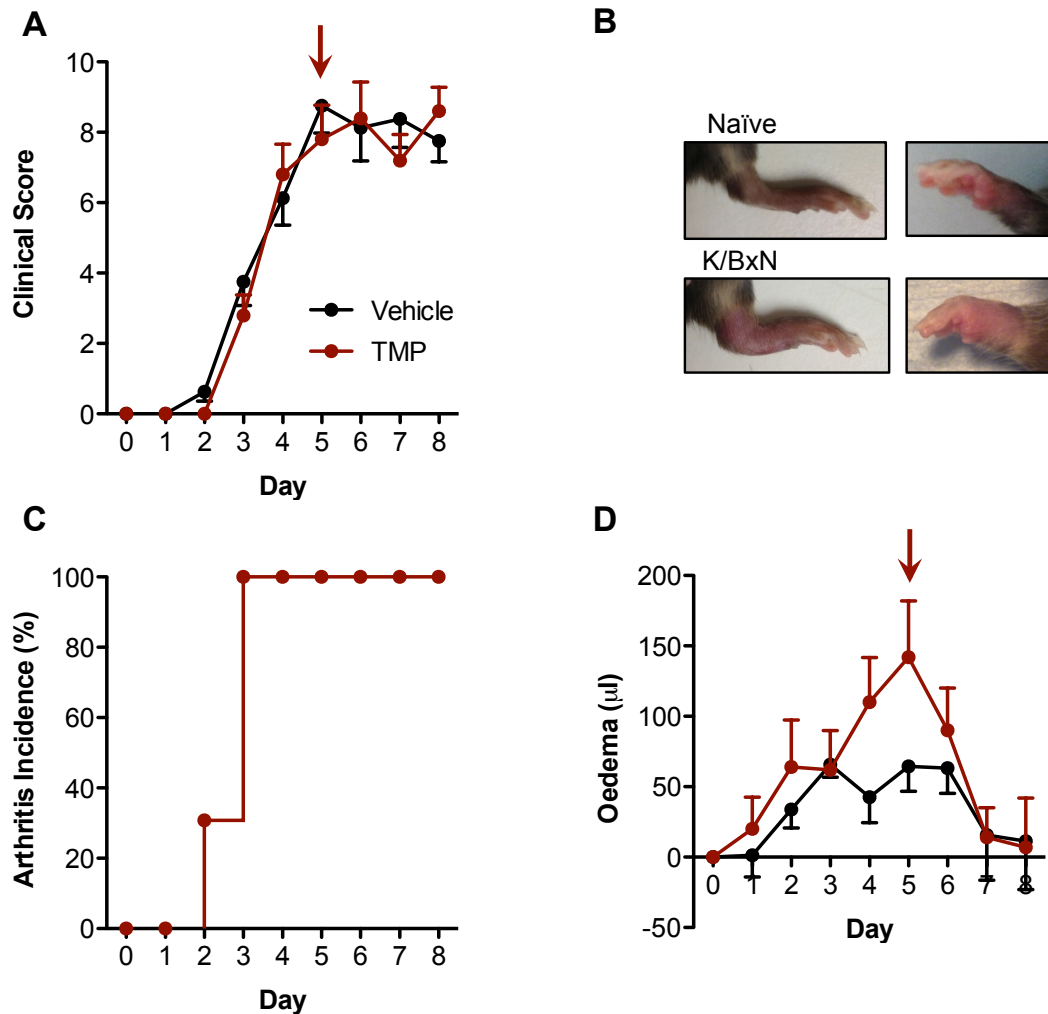 A
10
8
6
4
2
0
Clinical Score
Vehicle
TMP
0 1 2 3 4 5 6 7 8
Day
B
Naïve
K/BxN
C
100
80
60
40
20
0
Arthritis Incidence (%)
0 1 2 3 4 5 6 7 8
Day
D
200
150
100
50
0
-50
Oedema (µl)
0 1 2 3 4 5 6 7 8
Day